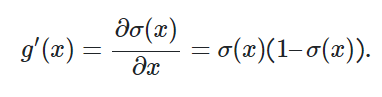 g′(x) = ∂σ(x)/∂x = σ(x)(1–σ(x)).